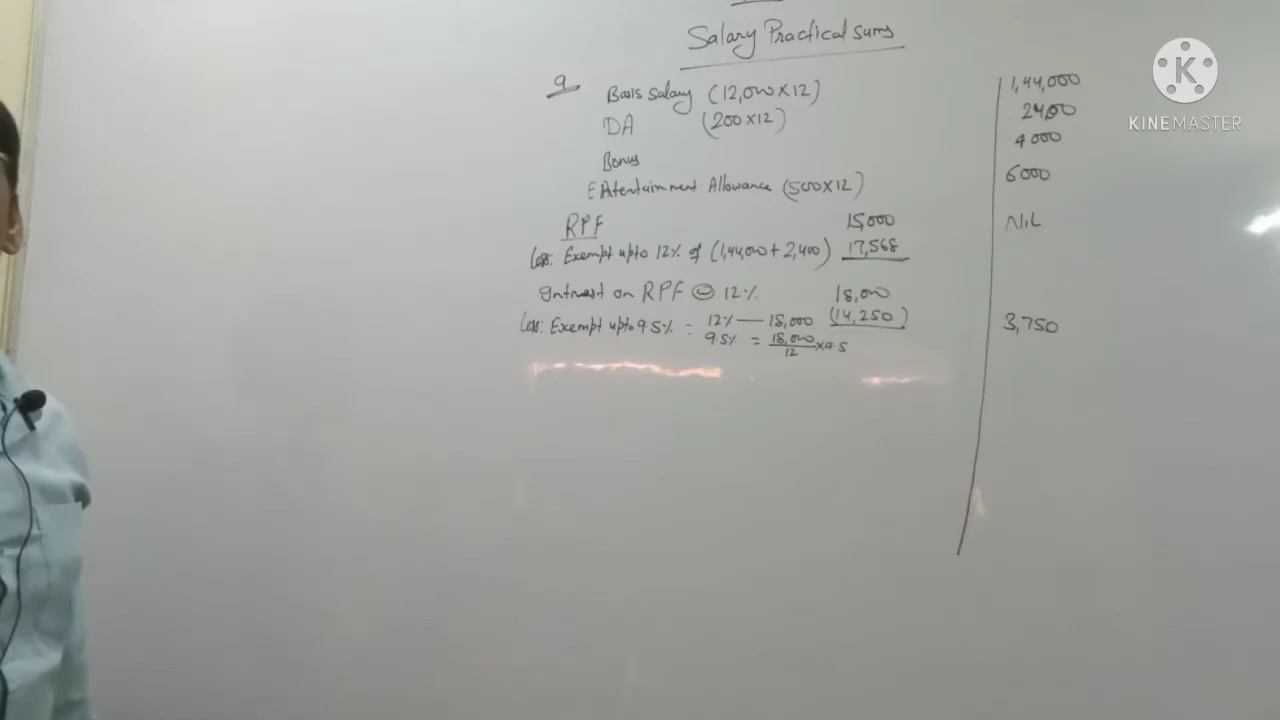 Salary Practical sums
9 Basis Salary (12,000×12) 1,44,000
DA (200×12) 2400
Bonus 4000
Entertainment Allowance (500×12) 6000
RPF 15,000 NIL
Less: Exempt upto 12% of (1,44,000 + 2,400) 17,568
Intrest on RPF @ 12% 18,000
Less: Exempt upto 9.5% = 12% — 18,000 (14,250) 3,750
9.5% = 18,000/12 × 9.5
K
KINEMASTER